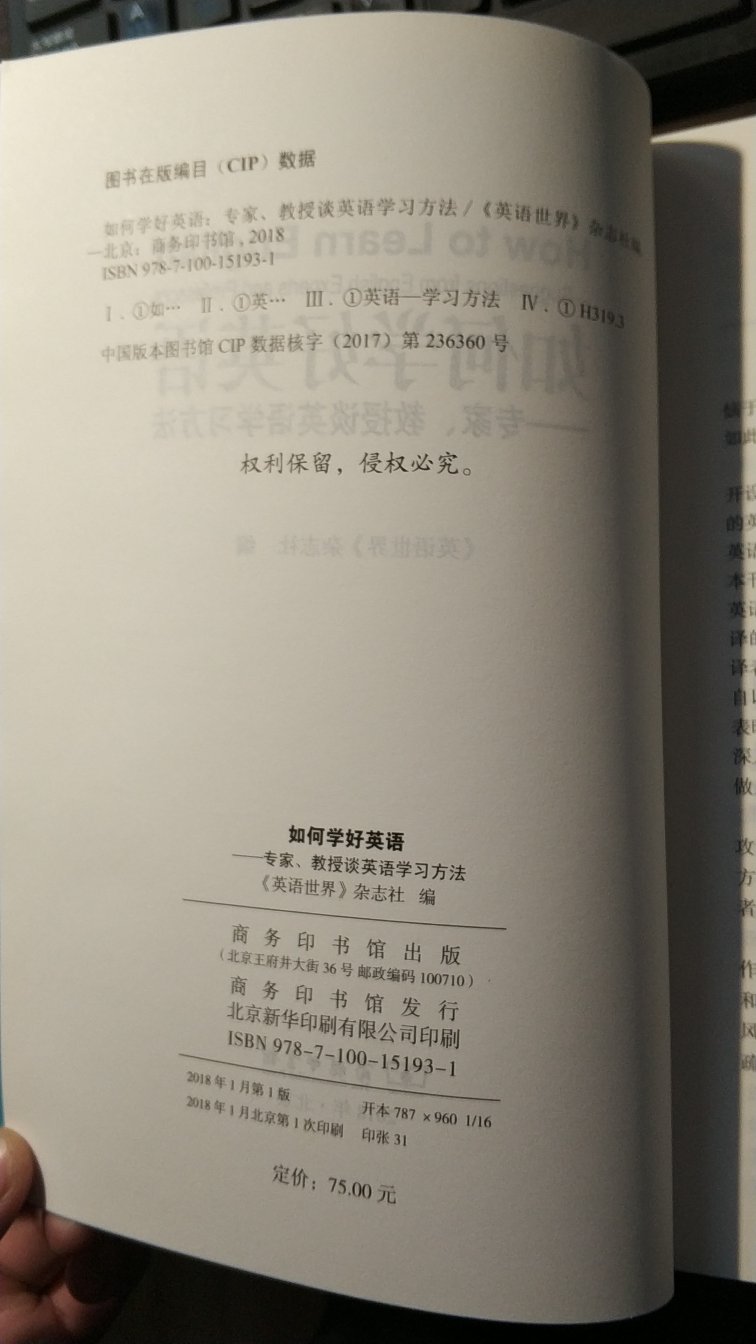 图书在版编目（CIP）数据
如何学好英语：专家、教授谈英语学习方法/《英语世界》杂志社编
—北京：商务印书馆，2018
ISBN 978-7-100-15193-1
Ⅰ．①如… Ⅱ．①英… Ⅲ．①英语—学习方法 Ⅳ．①H319.3
中国版本图书馆 CIP 数据核字（2017）第 236360 号
权利保留，侵权必究。
如何学好英语
——专家、教授谈英语学习方法
《英语世界》杂志社 编
商务印书馆出版
（北京王府井大街 36 号 邮政编码 100710）
商务印书馆发行
北京新华印刷有限公司印刷
ISBN 978-7-100-15193-1
2018 年 1 月第 1 版 开本 787 × 960 1/16
2018 年 1 月北京第 1 次印刷 印张 31
定价：75.00 元